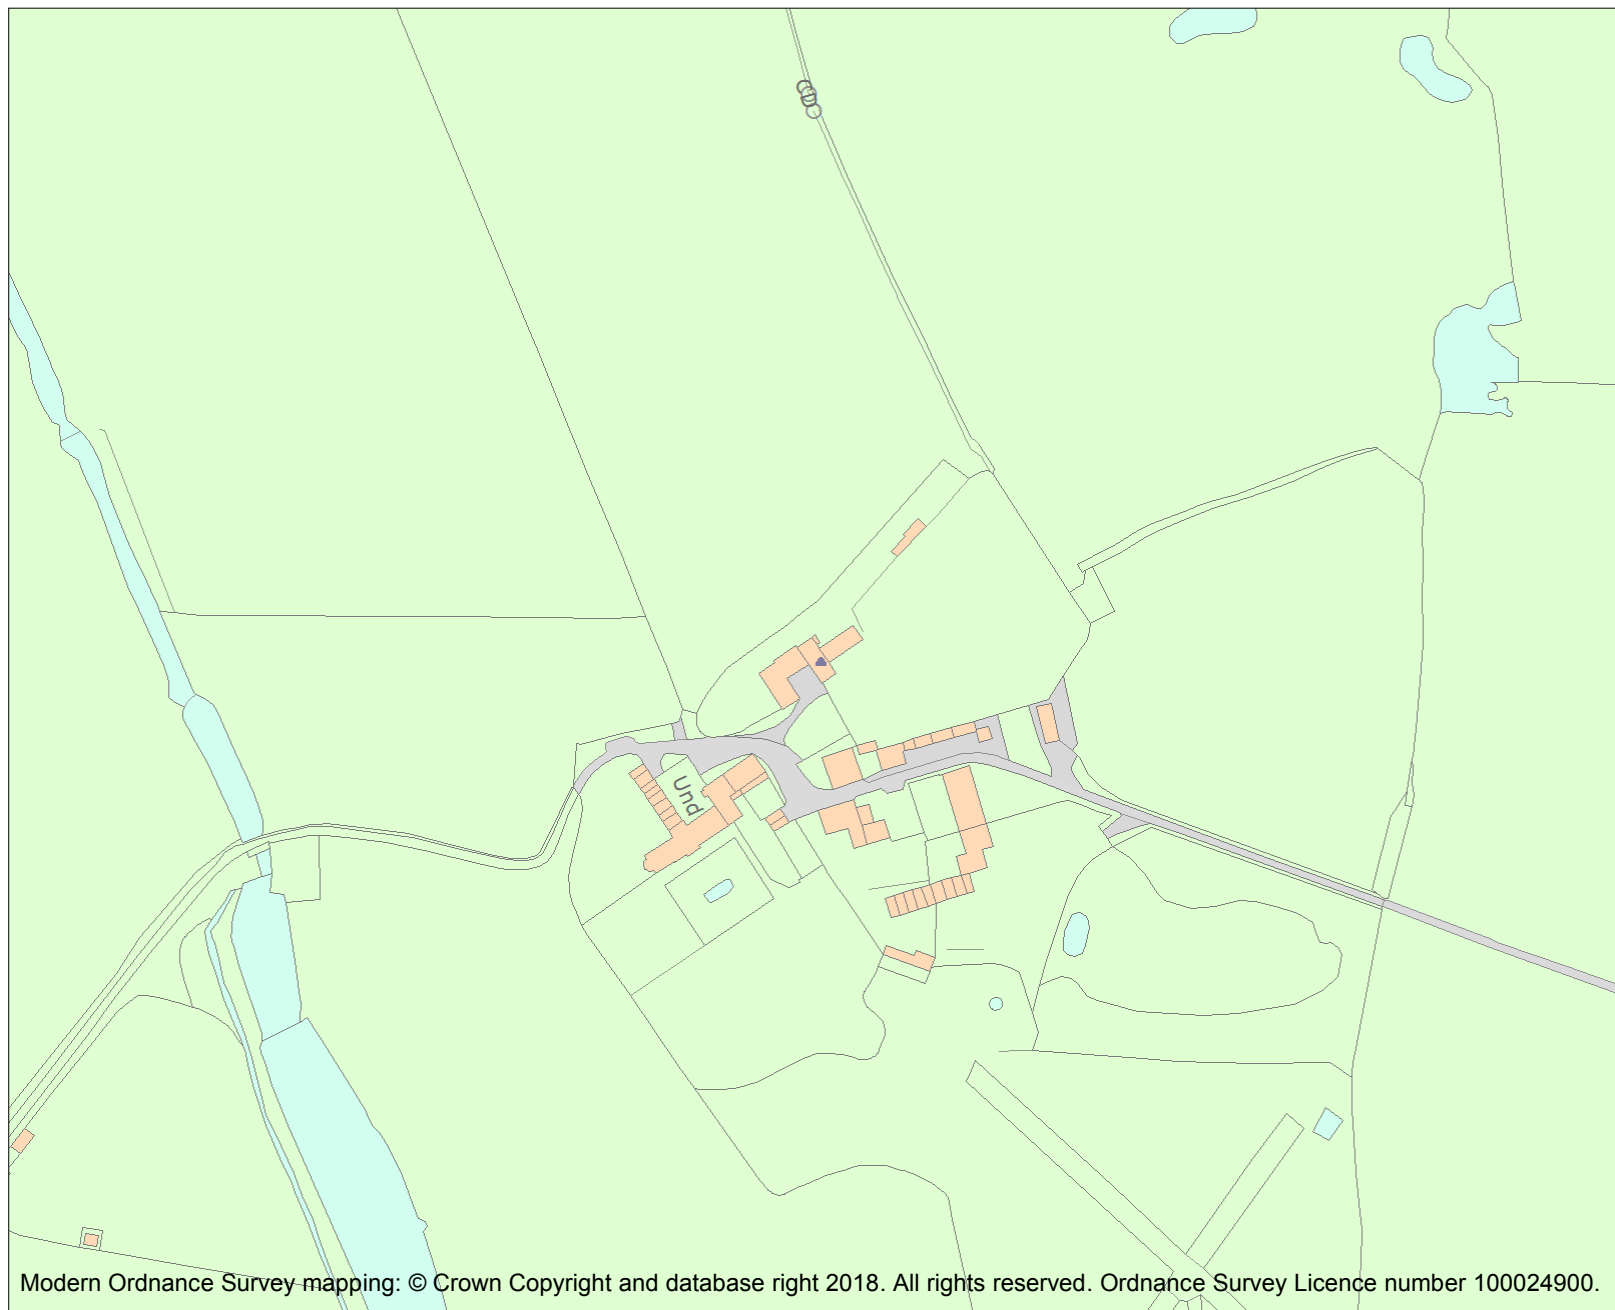 Und
Modern Ordnance Survey mapping: © Crown Copyright and database right 2018. All rights reserved. Ordnance Survey Licence number 100024900.